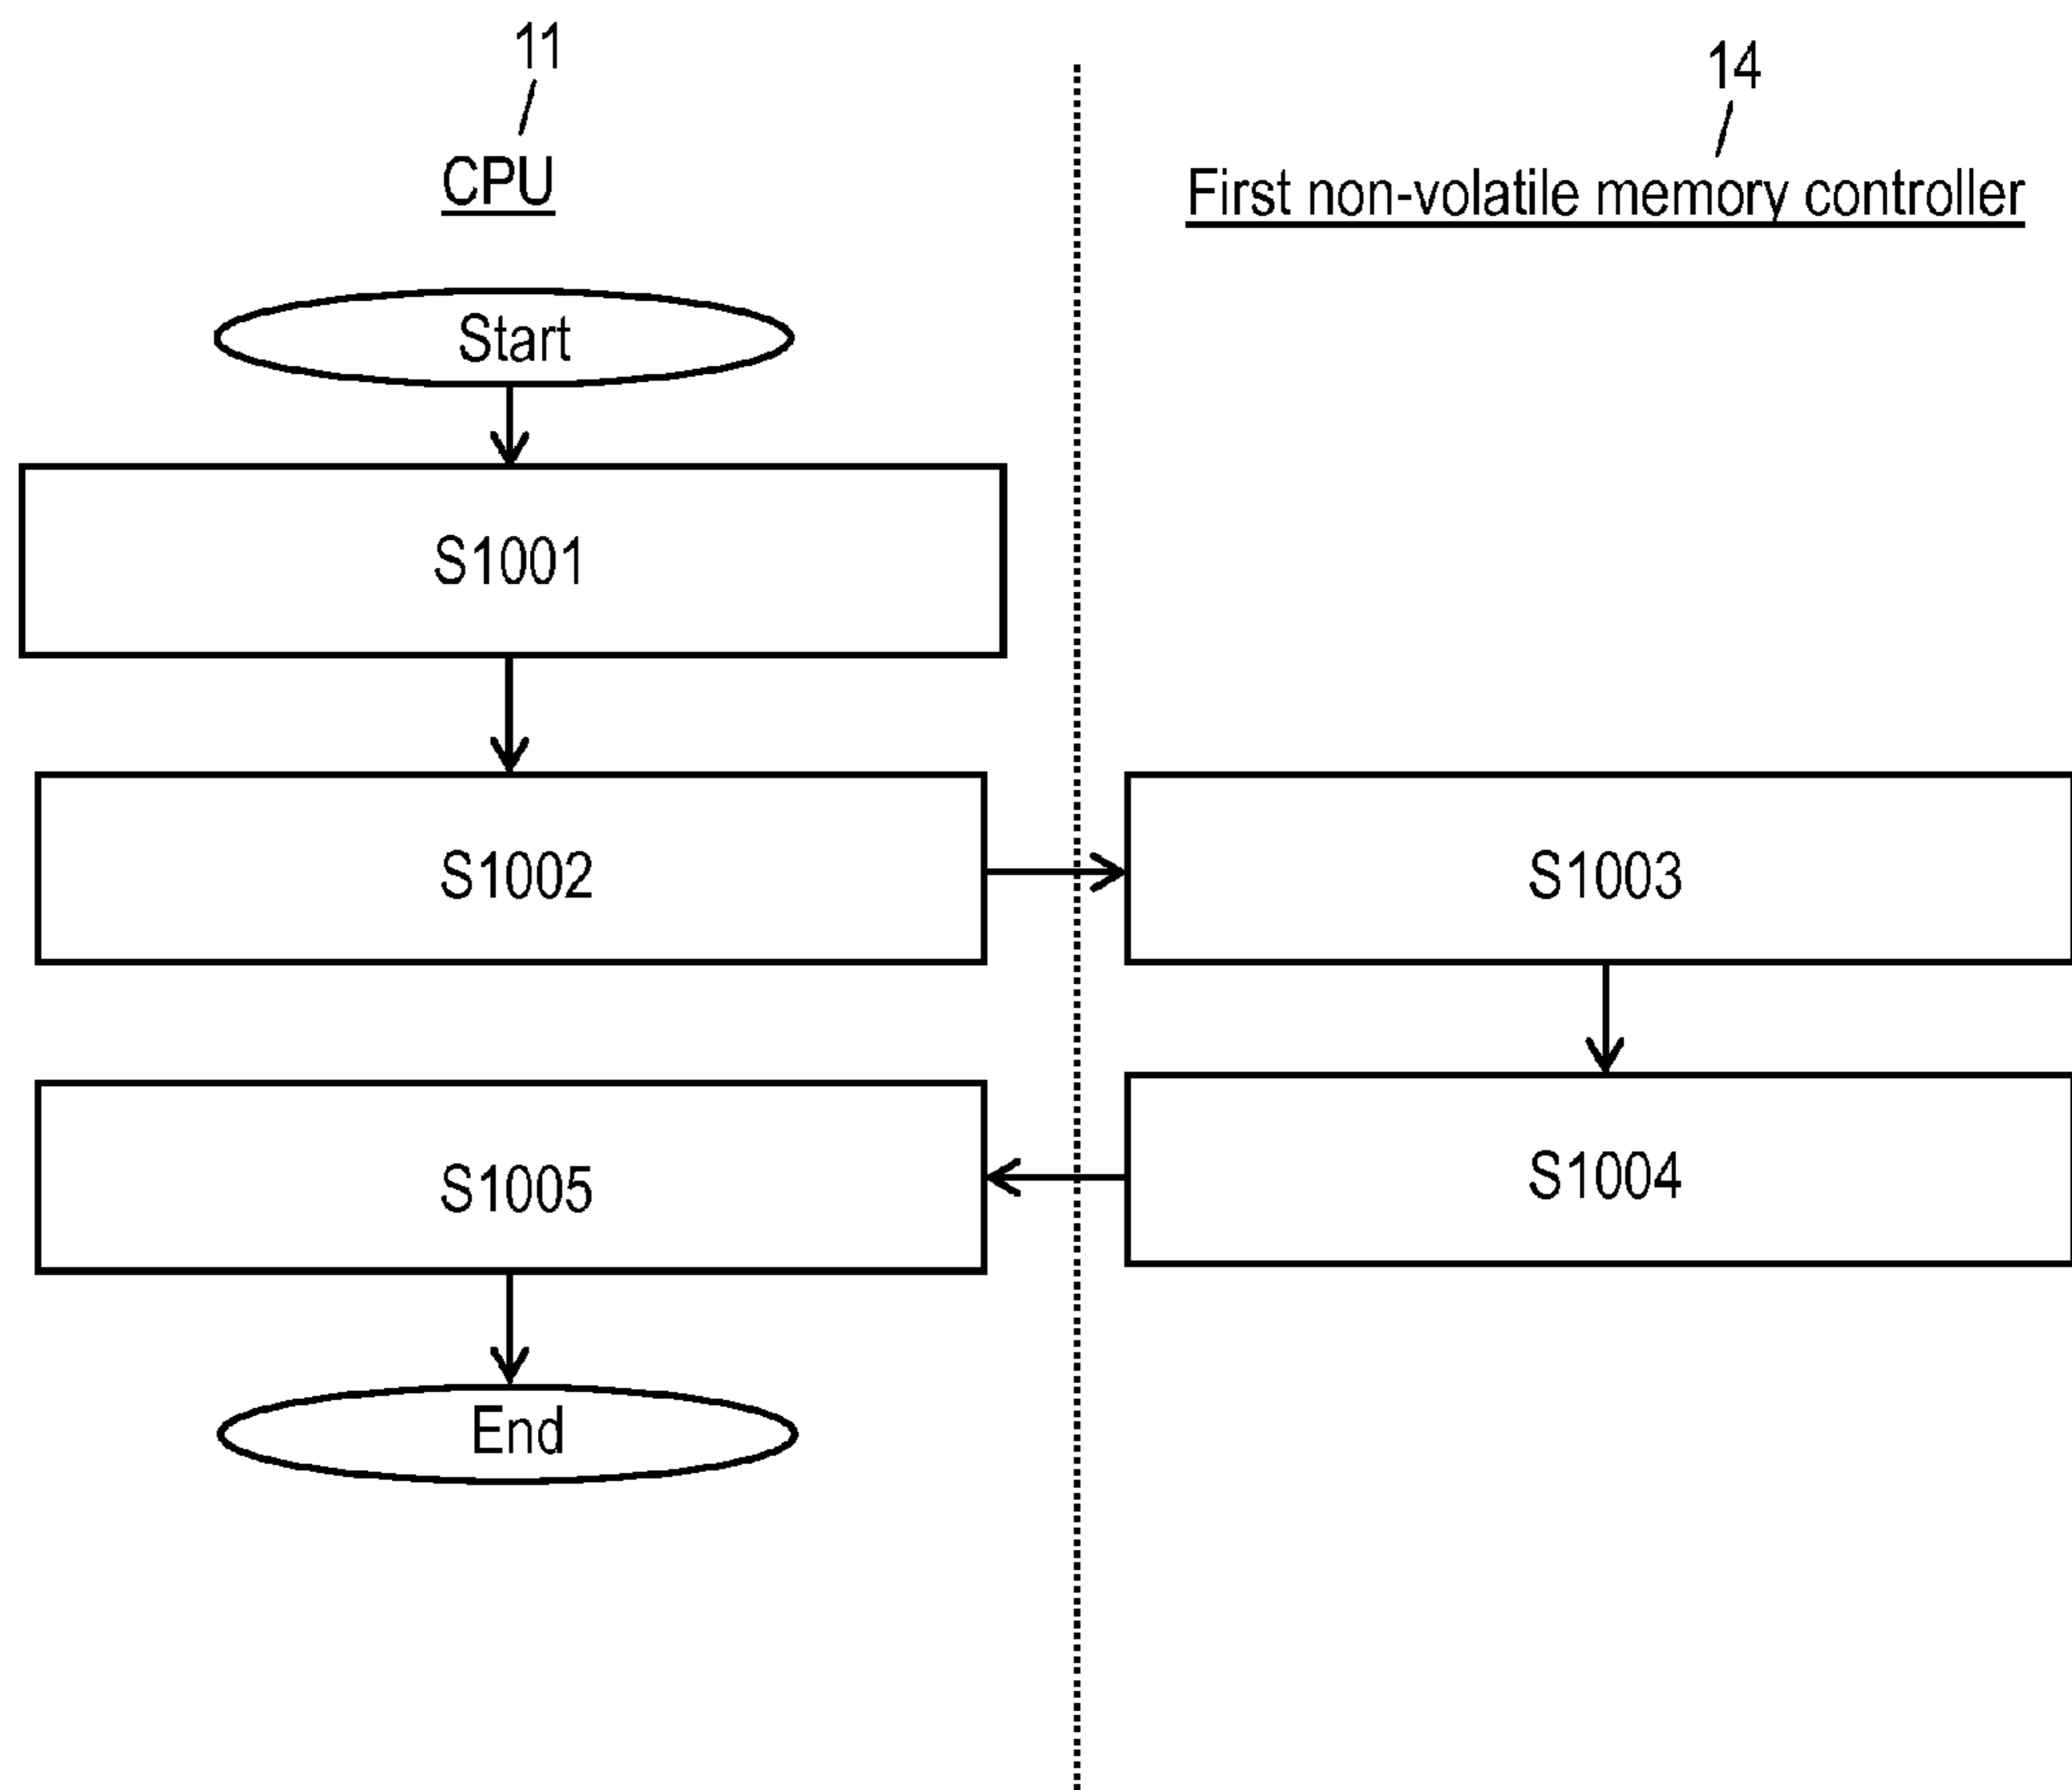 11
CPU
14
First non-volatile memory controller
Start
S1001
S1002
S1003
S1005
S1004
End